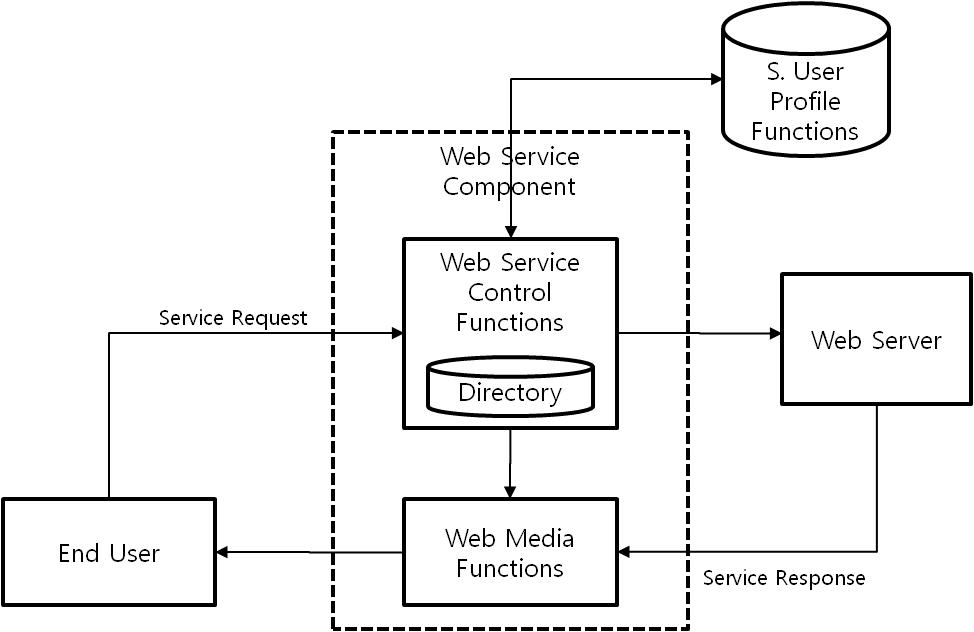 S. User
Profile
Functions
Web Service
Component
Web Service
Control
Functions
Service Request
Web Server
Directory
Web Media
Functions
End User
Service Response